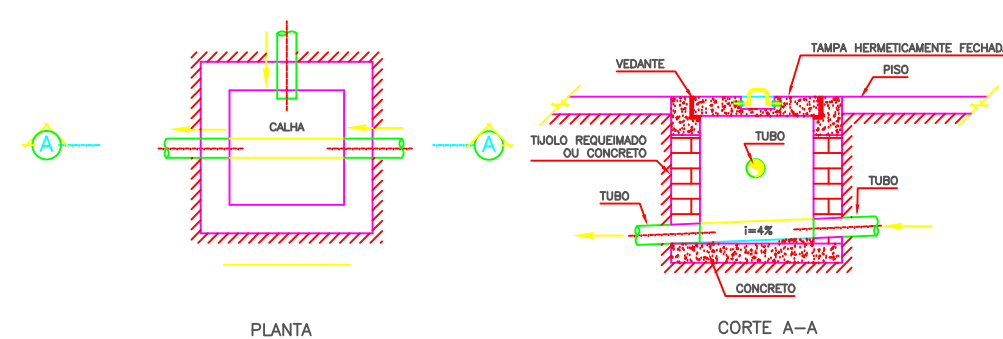 CALHA
A
A
PLANTA
TAMPA HERMETICAMENTE FECHADA
VEDANTE
PISO
TIJOLO REQUEIMADO
OU CONCRETO
TUBO
TUBO
TUBO
i=4%
CONCRETO
CORTE A-A